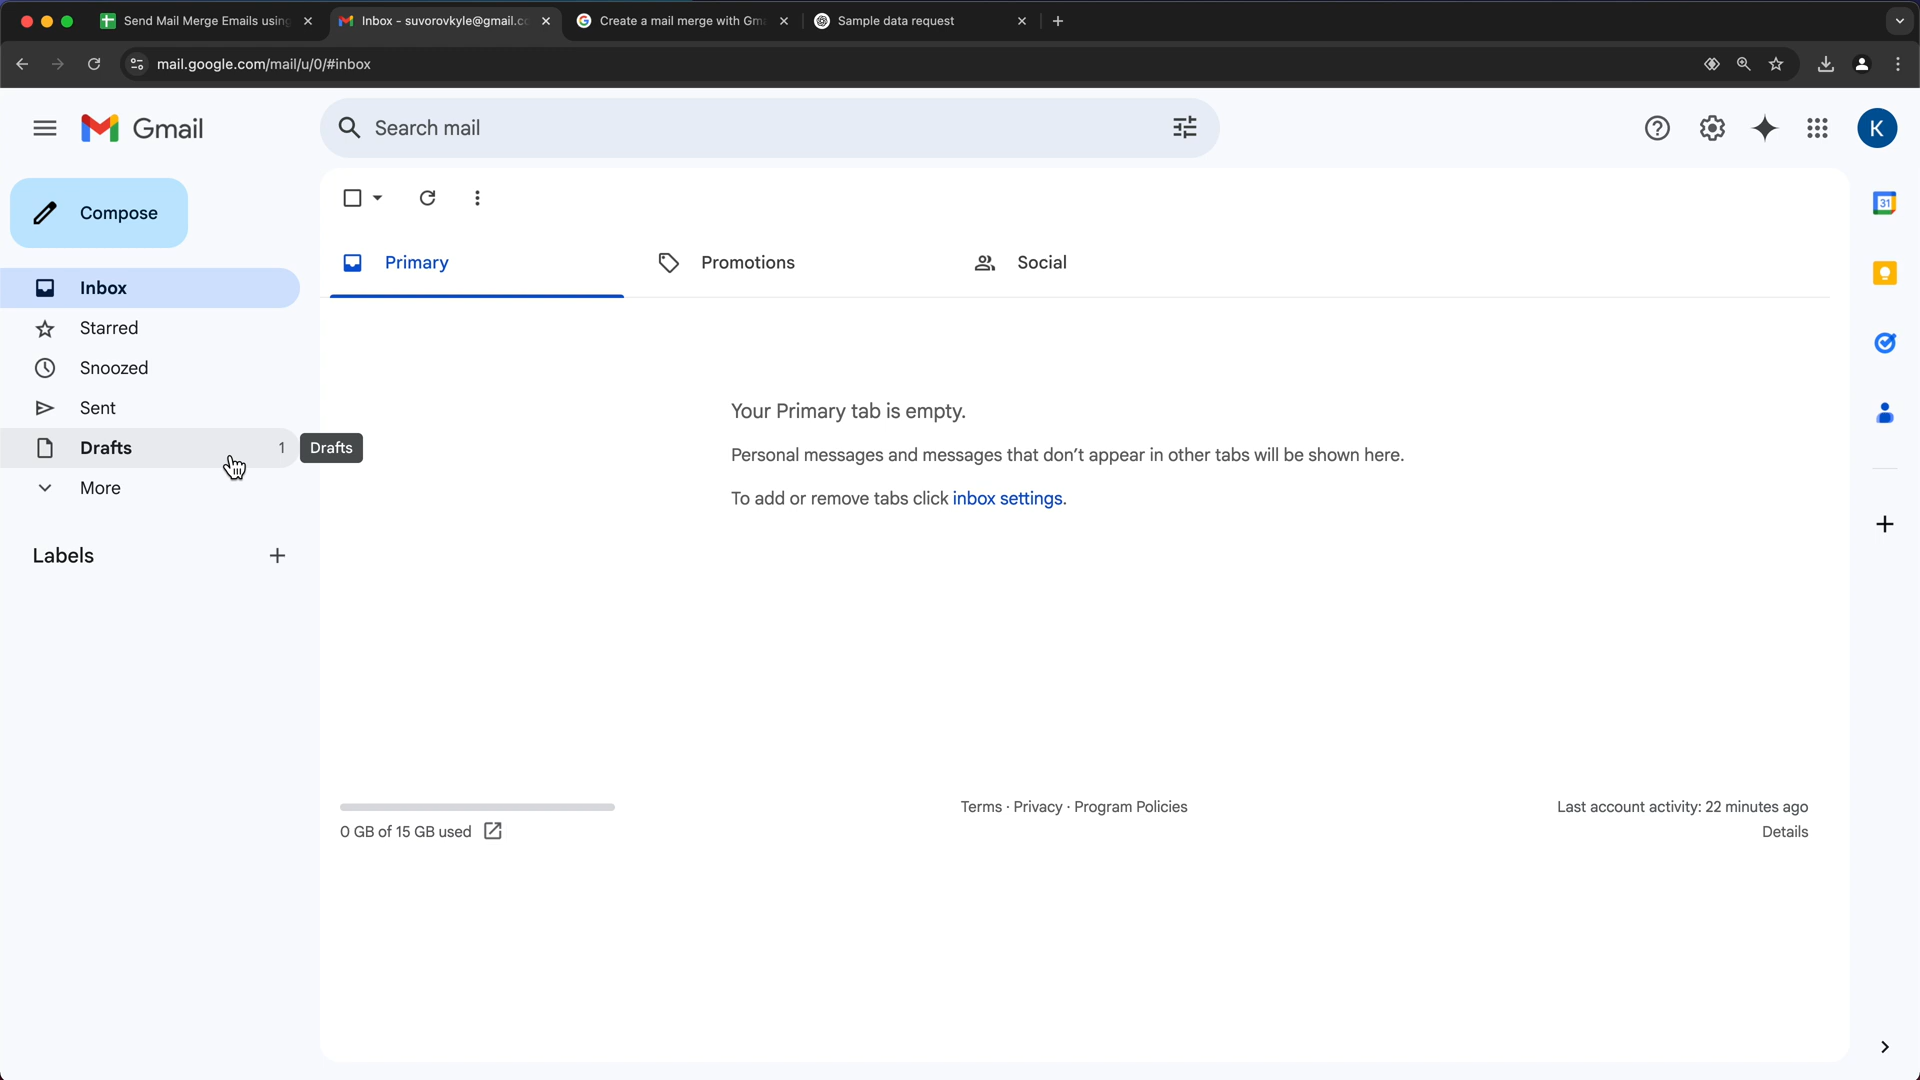 Send Mail Merge Emails using
Inbox - suvorovkyle@gmail.co
Create a mail merge with Gma
Sample data request
mail.google.com/mail/u/0/#inbox
Gmail
Search mail
K
Compose
Inbox
Starred
Snoozed
Sent
Drafts 1
Drafts
More
Labels
Primary
Promotions
Social
31
Your Primary tab is empty.
Personal messages and messages that don't appear in other tabs will be shown here.
To add or remove tabs click inbox settings.
0 GB of 15 GB used
Terms · Privacy · Program Policies
Last account activity: 22 minutes ago
Details